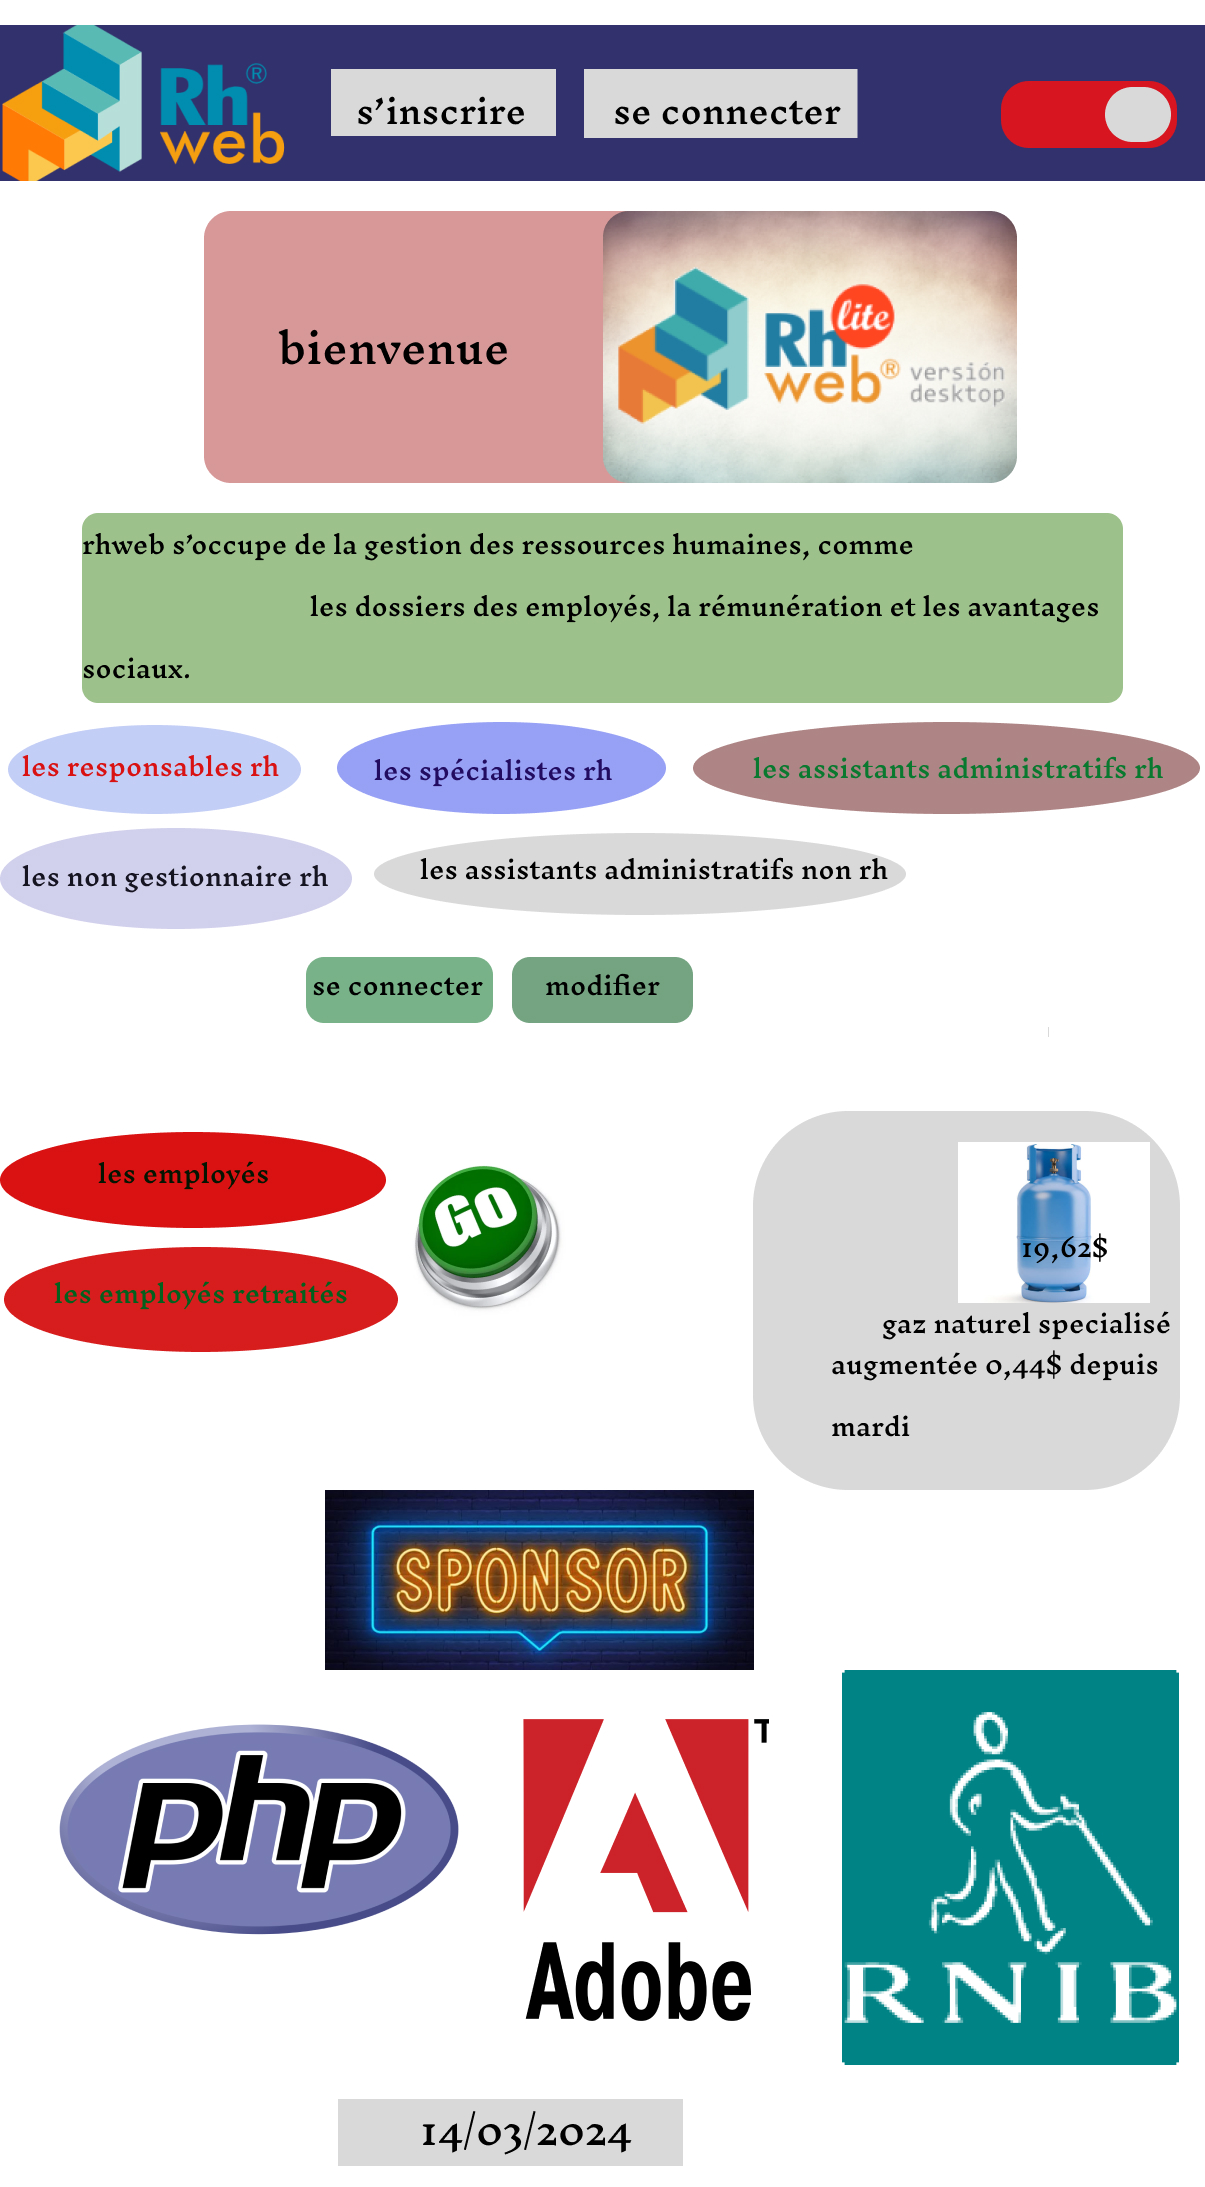 Rh®
web
s’inscrire
se connecter
bienvenue
Rh lite
web® versión
desktop
rhweb s’occupe de la gestion des ressources humaines, comme
les dossiers des employés, la rémunération et les avantages
sociaux.
les responsables rh
les spécialistes rh
les assistants administratifs rh
les non gestionnaire rh
les assistants administratifs non rh
se connecter
modifier
les employés
GO
les employés retraités
19,62$
gaz naturel specialisé
augmentée 0,44$ depuis
mardi
SPONSOR
php
T
Adobe
RNIB
14/03/2024